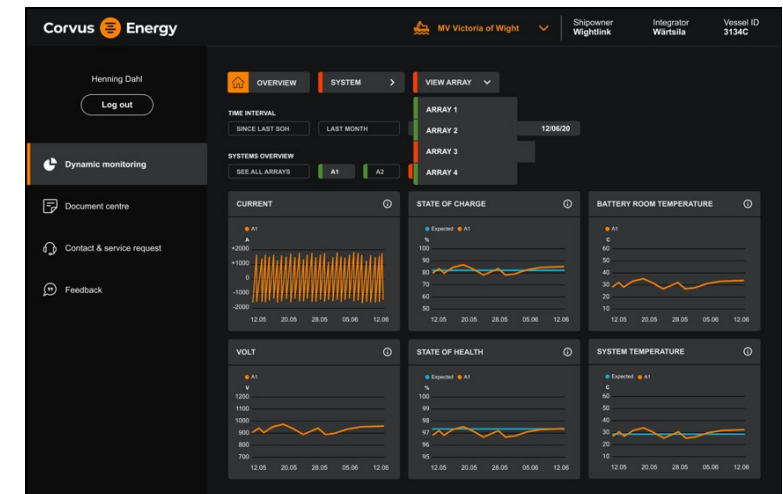 Corvus Energy
MV Victoria of Wight
Shipowner
Wightlink
Integrator
Wärtsila
Vessel ID
3134C
Henning Dahl
Log out
Dynamic monitoring
Document centre
Contact & service request
Feedback
OVERVIEW
SYSTEM
VIEW ARRAY
ARRAY 1
ARRAY 2
ARRAY 3
ARRAY 4
TIME INTERVAL
SINCE LAST SOH
LAST MONTH
12/06/20
SYSTEMS OVERVIEW
SEE ALL ARRAYS
A1
A2
CURRENT
A1
A
+2000
+1000
0
-1000
-2000
12.05 20.05 28.05 05.06 12.06
STATE OF CHARGE
Expected A1
%
100
90
80
70
60
50
12.05 20.05 28.05 05.06 12.06
BATTERY ROOM TEMPERATURE
A1
C
60
50
40
30
20
10
12.05 20.05 28.05 05.06 12.06
VOLT
A1
V
1200
1100
1000
900
800
700
12.05 20.05 28.05 05.06 12.06
STATE OF HEALTH
Expected A1
%
100
99
98
97
96
95
12.05 20.05 28.05 05.06 12.06
SYSTEM TEMPERATURE
Expected A1
C
60
50
40
30
20
10
12.05 20.05 28.05 05.06 12.06